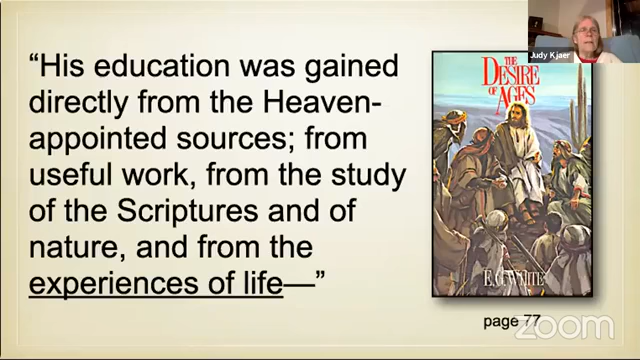 Judy Kjaer
“His education was gained
directly from the Heaven-
appointed sources; from
useful work, from the study
of the Scriptures and of
nature, and from the
experiences of life—”
THE
DESIRE
OF AGES
E. G. WHITE
page 77
zoom